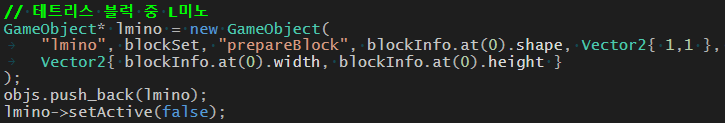 // 테트리스 블럭 중 L미노
GameObject* lmino = new GameObject(
"lmino", blockSet, "prepareBlock", blockInfo.at(0).shape, Vector2{ 1,1 },
Vector2{ blockInfo.at(0).width, blockInfo.at(0).height }
);
objs.push_back(lmino);
lmino->setActive(false);